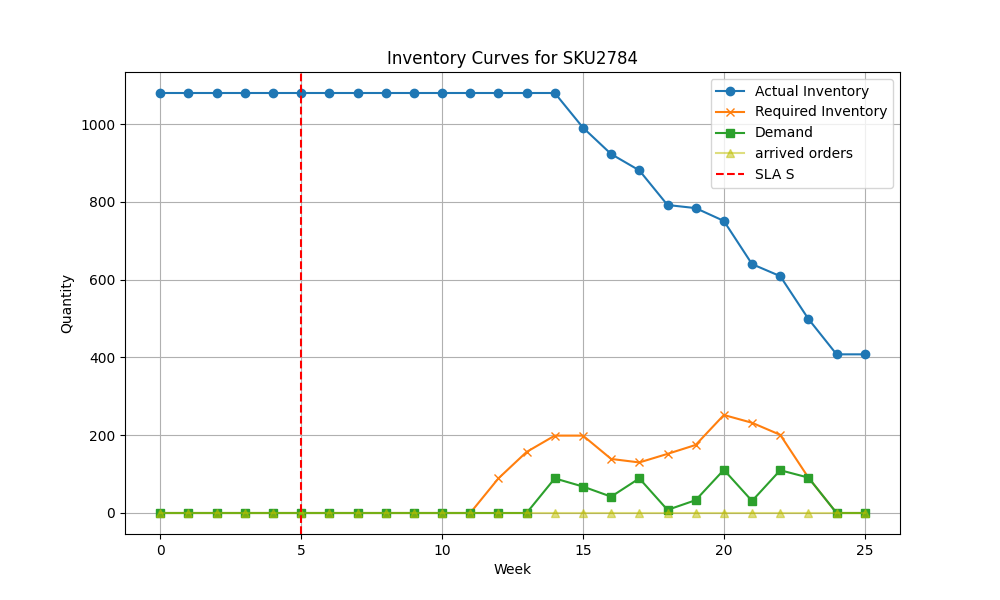 Inventory Curves for SKU2784
Actual Inventory
Required Inventory
Demand
arrived orders
SLA S
Quantity
1000
800
600
400
200
0
0 5 10 15 20 25
Week